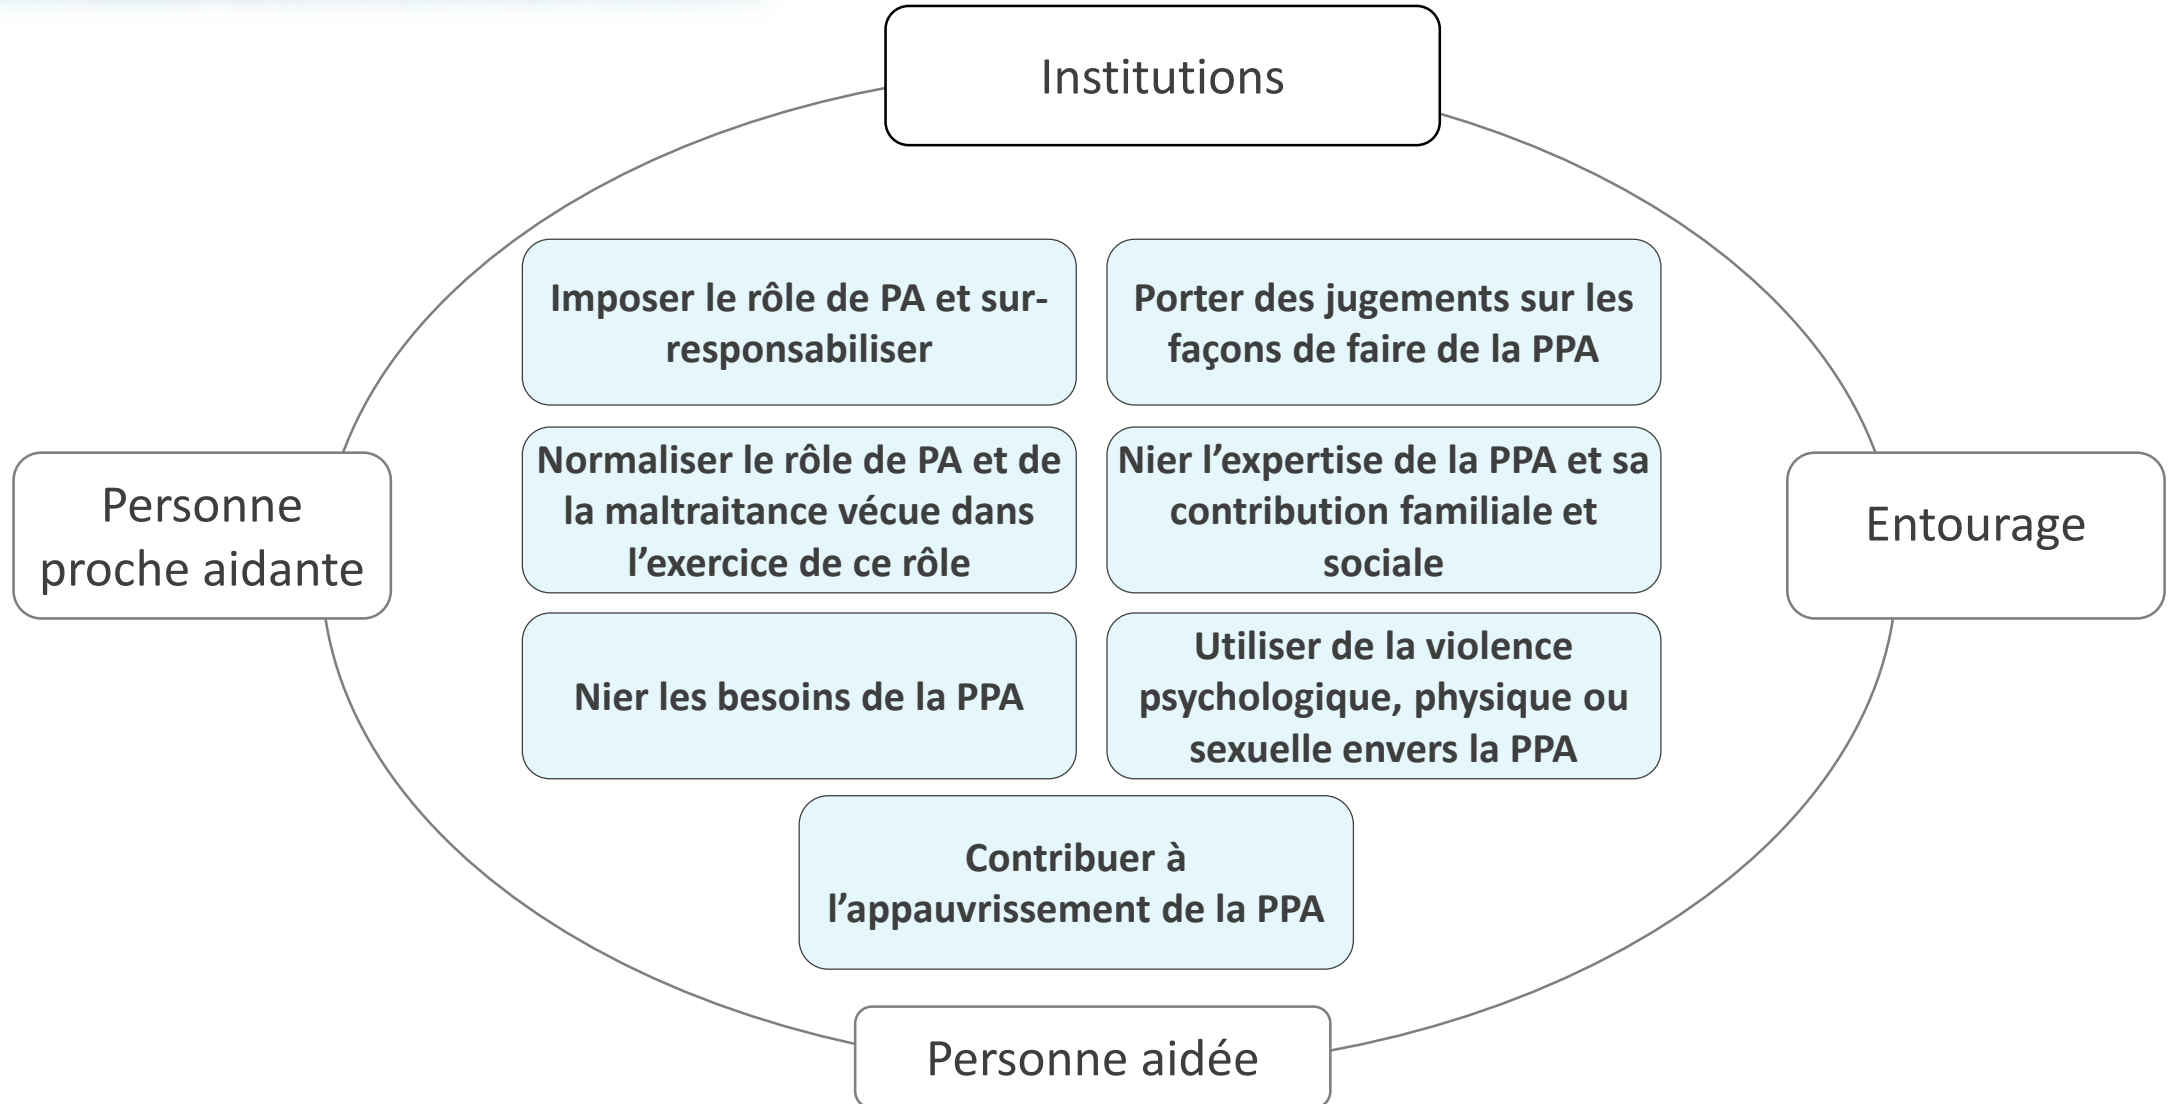 Institutions
Imposer le rôle de PA et sur-
responsabiliser
Porter des jugements sur les
façons de faire de la PPA
Normaliser le rôle de PA et de
la maltraitance vécue dans
l’exercice de ce rôle
Nier l’expertise de la PPA et sa
contribution familiale et
sociale
Personne
proche aidante
Entourage
Nier les besoins de la PPA
Utiliser de la violence
psychologique, physique ou
sexuelle envers la PPA
Contribuer à
l’appauvrissement de la PPA
Personne aidée